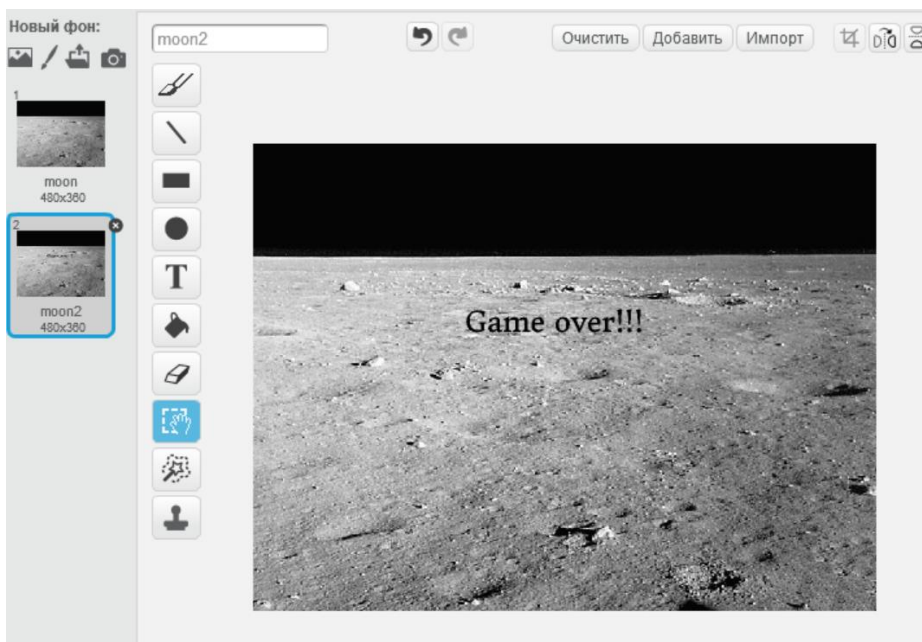 Новый фон:
moon2
Очистить
Добавить
Импорт
1
moon
480x360
2
moon2
480x360
T
Game over!!!